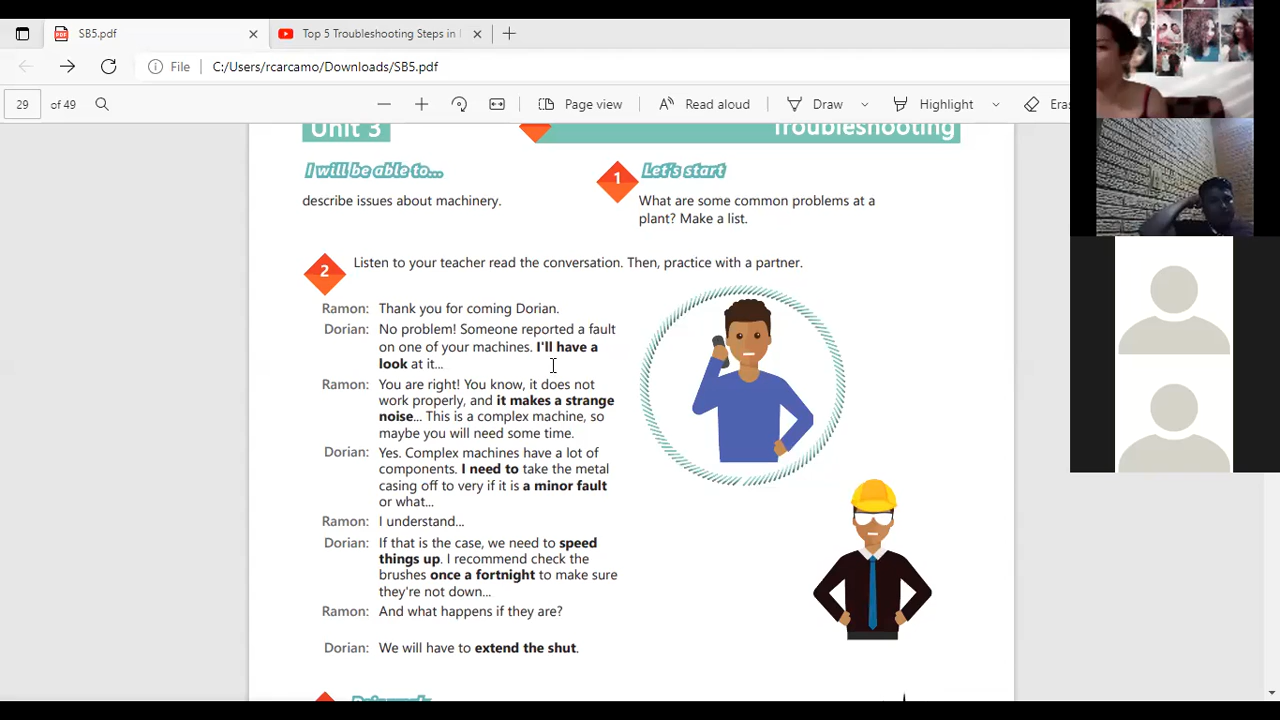 SB5.pdf
Top 5 Troubleshooting Steps in
File
C:/Users/rcarcamo/Downloads/SB5.pdf
29 of 49
Page view
Read aloud
Draw
Highlight
Eras
Unit 3
Troubleshooting
I will be able to...
describe issues about machinery.
1
Let's start
What are some common problems at a
plant? Make a list.
2
Listen to your teacher read the conversation. Then, practice with a partner.
Ramon: Thank you for coming Dorian.
Dorian: No problem! Someone reported a fault
on one of your machines. I'll have a
look at it...
Ramon: You are right! You know, it does not
work properly, and it makes a strange
noise... This is a complex machine, so
maybe you will need some time.
Dorian: Yes. Complex machines have a lot of
components. I need to take the metal
casing off to very if it is a minor fault
or what...
Ramon: I understand...
Dorian: If that is the case, we need to speed
things up. I recommend check the
brushes once a fortnight to make sure
they're not down...
Ramon: And what happens if they are?
Dorian: We will have to extend the shut.